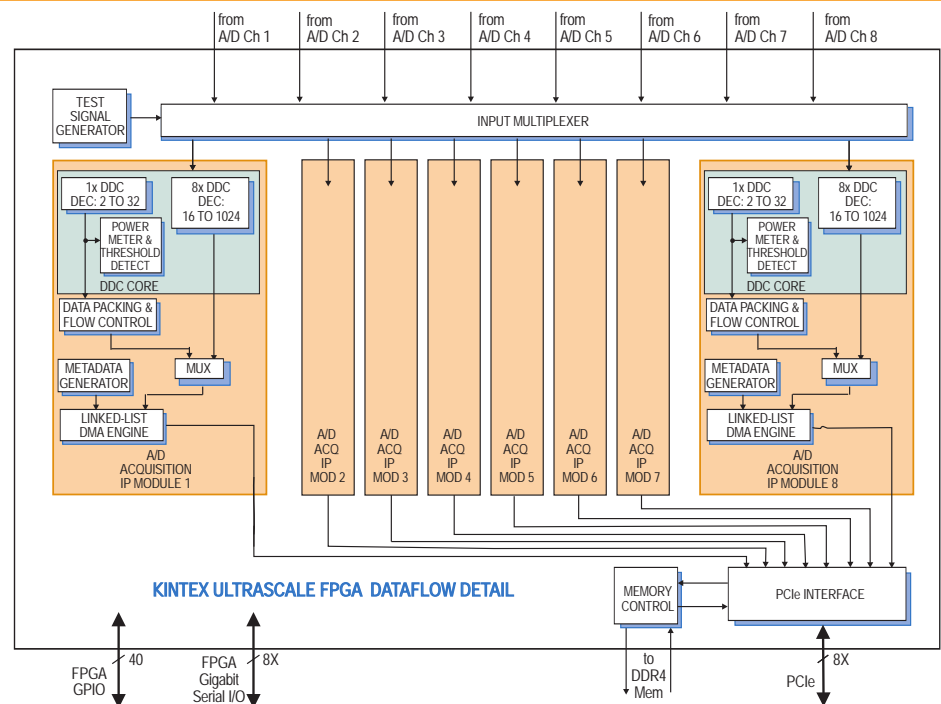 from
A/D Ch 1
from
A/D Ch 2
from
A/D Ch 3
from
A/D Ch 4
from
A/D Ch 5
from
A/D Ch 6
from
A/D Ch 7
from
A/D Ch 8
TEST
SIGNAL
GENERATOR
INPUT MULTIPLEXER
1x DDC
DEC: 2 TO 32
8x DDC
DEC:
16 TO 1024
POWER
METER &
THRESHOLD
DETECT
DDC CORE
DATA PACKING &
FLOW CONTROL
METADATA
GENERATOR
MUX
LINKED-LIST
DMA ENGINE
A/D
ACQUISITION
IP MODULE 1
A/D
ACQ
IP
MOD 2
A/D
ACQ
IP
MOD 3
A/D
ACQ
IP
MOD 4
A/D
ACQ
IP
MOD 5
A/D
ACQ
IP
MOD 6
A/D
ACQ
IP
MOD 7
1x DDC
DEC: 2 TO 32
8x DDC
DEC:
16 TO 1024
POWER
METER &
THRESHOLD
DETECT
DDC CORE
DATA PACKING &
FLOW CONTROL
METADATA
GENERATOR
MUX
LINKED-LIST
DMA ENGINE
A/D
ACQUISITION
IP MODULE 8
KINTEX ULTRASCALE FPGA DATAFLOW DETAIL
MEMORY
CONTROL
PCIe INTERFACE
40
FPGA
GPIO
8X
FPGA
Gigabit
Serial I/O
to
DDR4
Mem
8X
PCIe